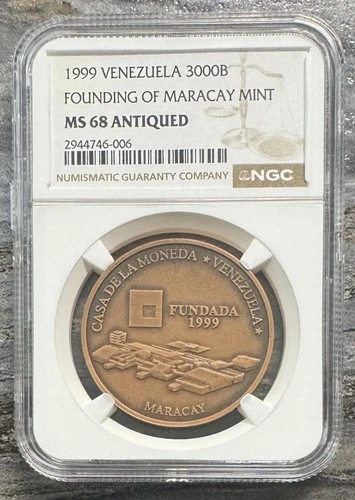 1999 VENEZUELA 3000B
FOUNDING OF MARACAY MINT
MS 68 ANTIQUED
2944746-006
NUMISMATIC GUARANTY COMPANY
NGC
CASA DE LA MONEDA ★ VENEZUELA ★
FUNDADA
1999
MARACAY